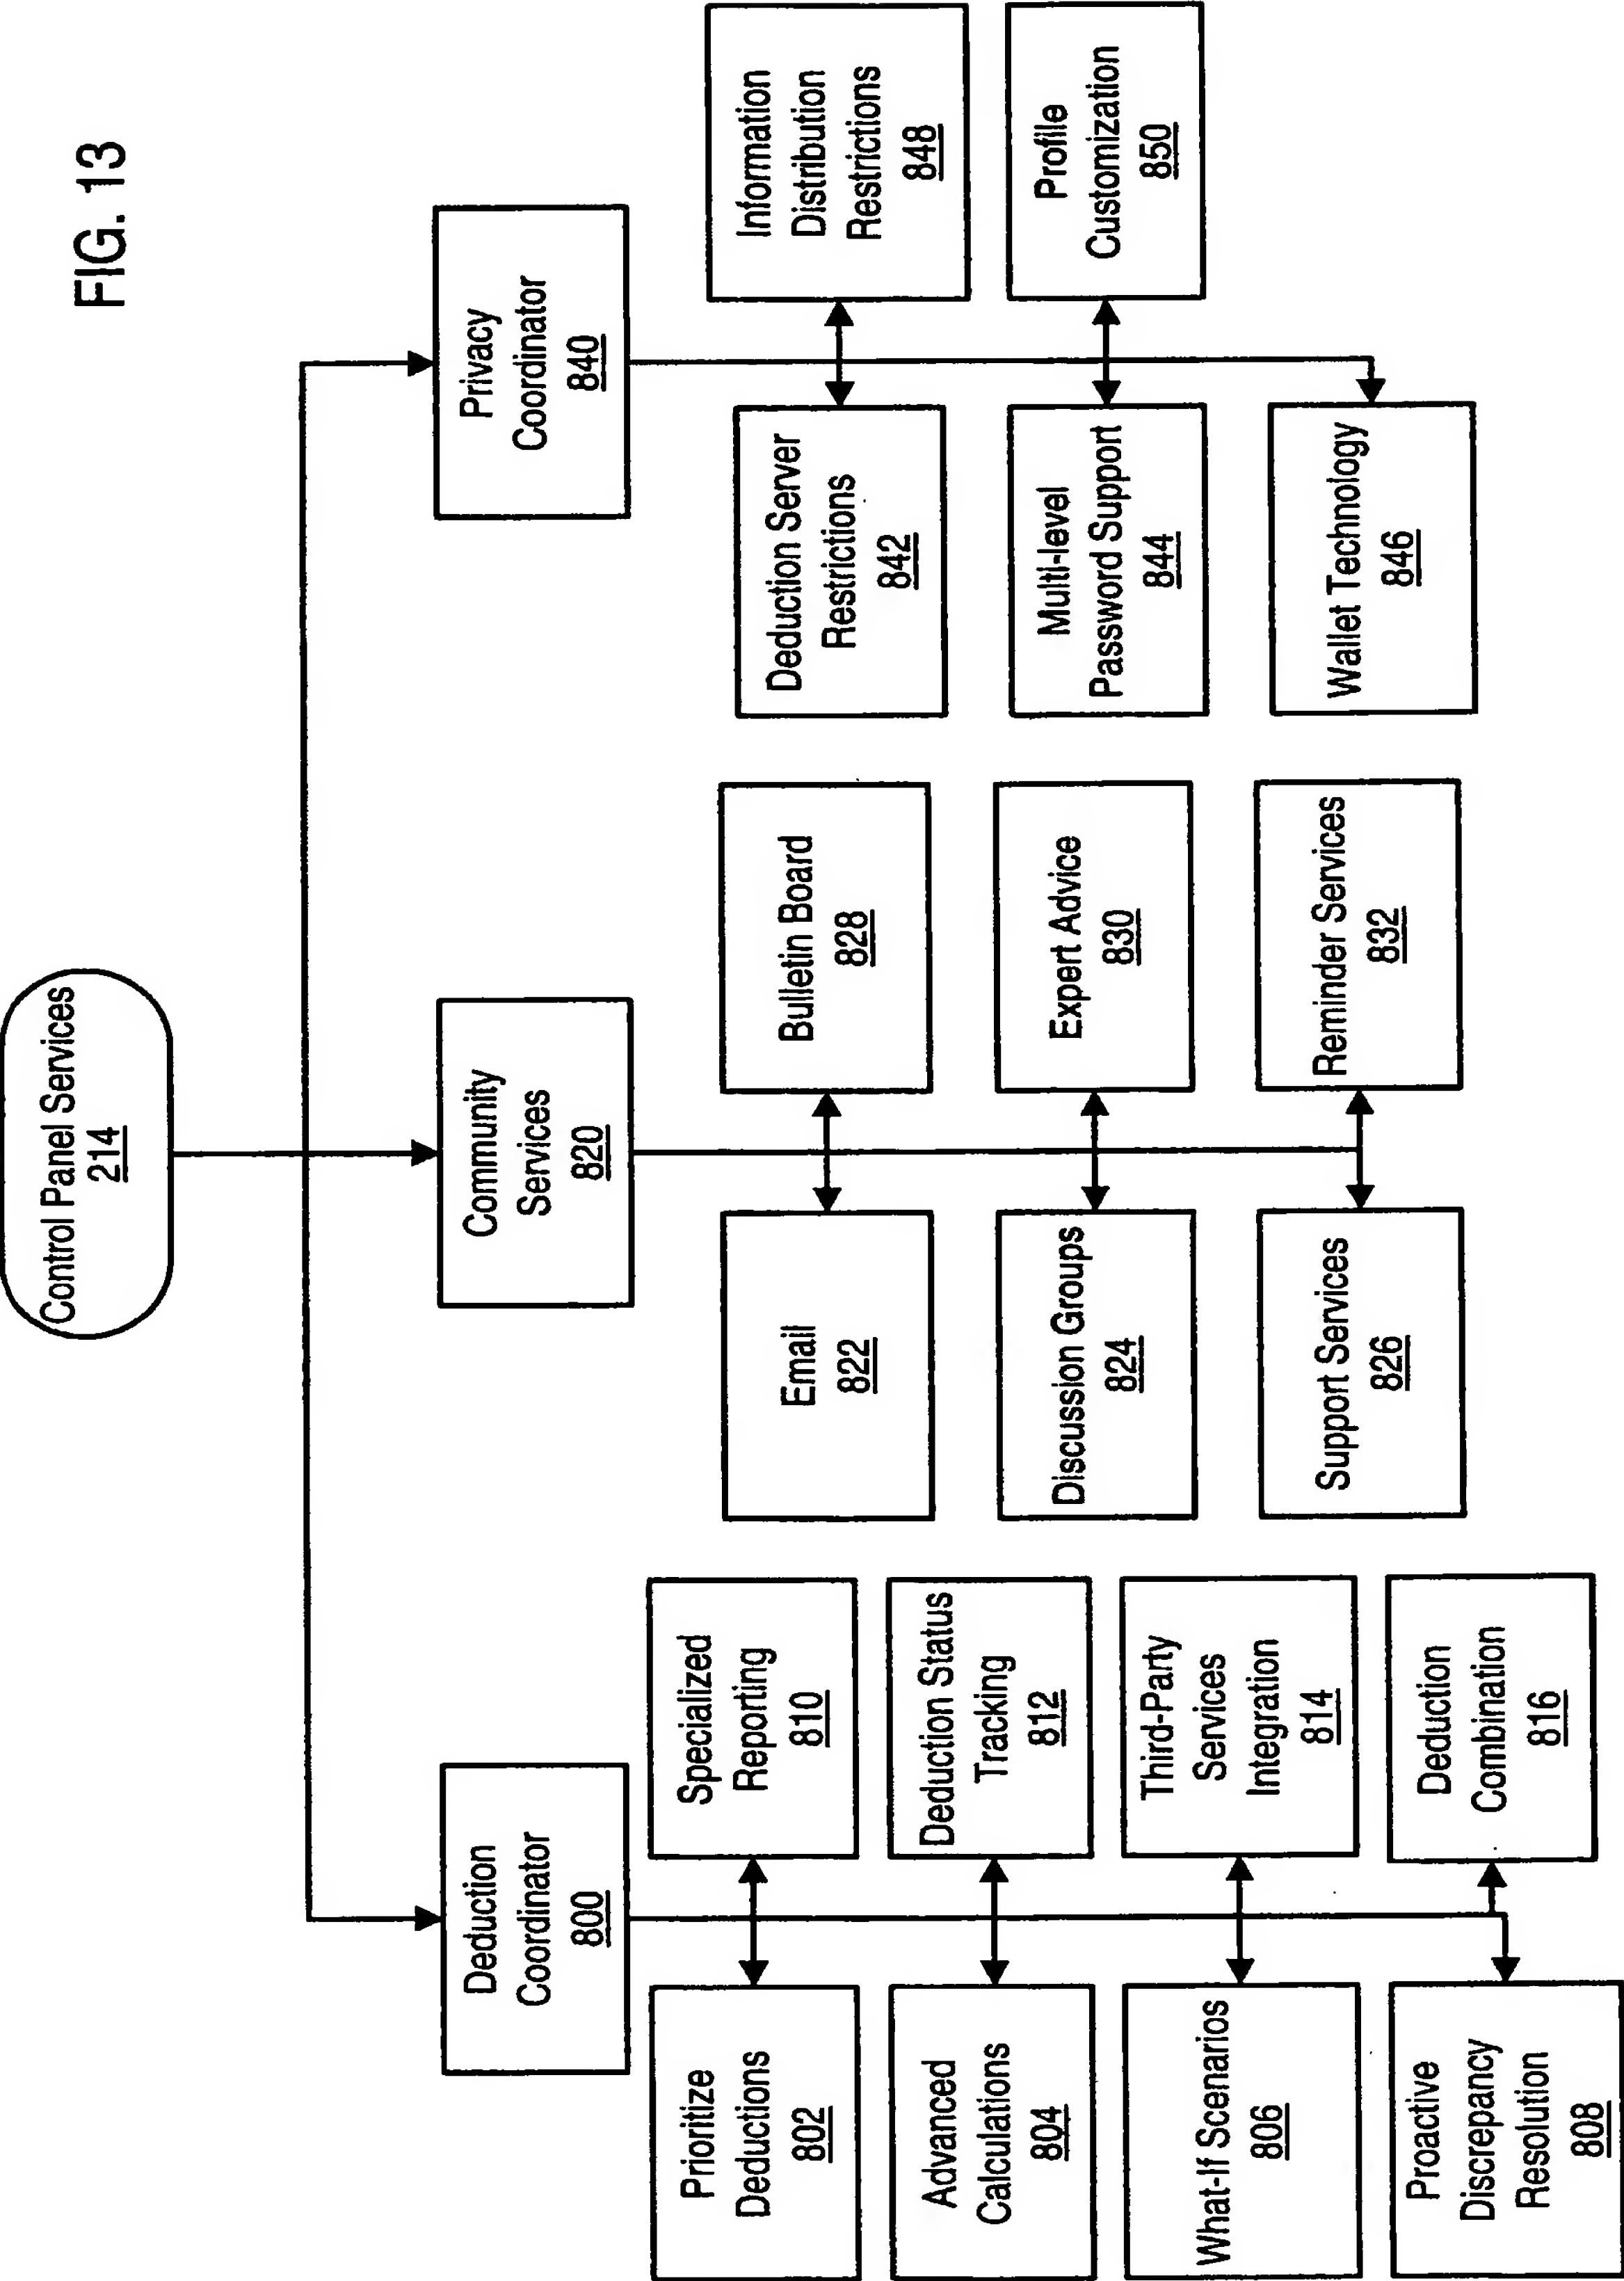 FIG. 13
Control Panel Services
214
Deduction
Coordinator
800
Community
Services
820
Privacy
Coordinator
840
Prioritize
Deductions
802
Specialized
Reporting
810
Advanced
Calculations
804
Deduction Status
Tracking
812
What-If Scenarios
806
Third-Party
Services
Integration
814
Proactive
Discrepancy
Resolution
808
Deduction
Combination
816
Email
822
Bulletin Board
828
Discussion Groups
824
Expert Advice
830
Support Services
826
Reminder Services
832
Deduction Server
Restrictions
842
Information
Distribution
Restrictions
848
Multi-level
Password Support
844
Profile
Customization
850
Wallet Technology
846